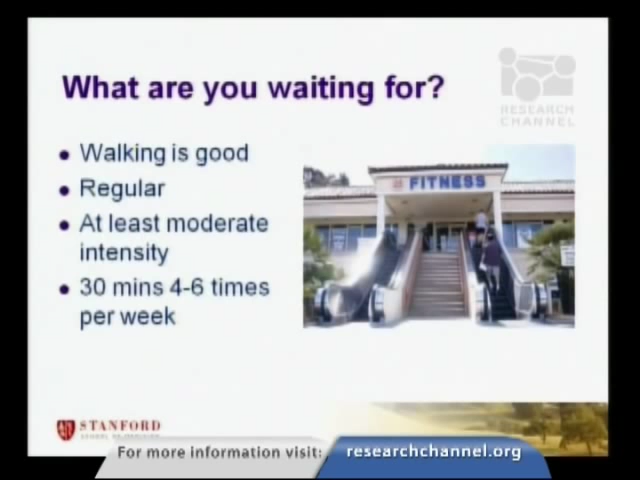 What are you waiting for?
RESEARCH
CHANNEL
• Walking is good
• Regular
• At least moderate
intensity
• 30 mins 4-6 times
per week
FITNESS
STANFORD
SCHOOL OF MEDICINE
For more information visit:
researchchannel.org